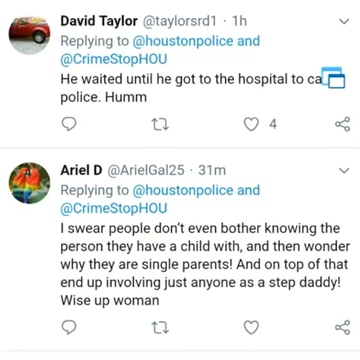 David Taylor @taylorsrd1 · 1h
Replying to @houstonpolice and
@CrimeStopHOU
He waited until he got to the hospital to
police. Humm
4
Ariel D @ArielGal25 · 31m
Replying to @houstonpolice and
@CrimeStopHOU
I swear people don't even bother knowing the
person they have a child with, and then wonder
why they are single parents! And on top of that
end up involving just anyone as a step daddy!
Wise up woman